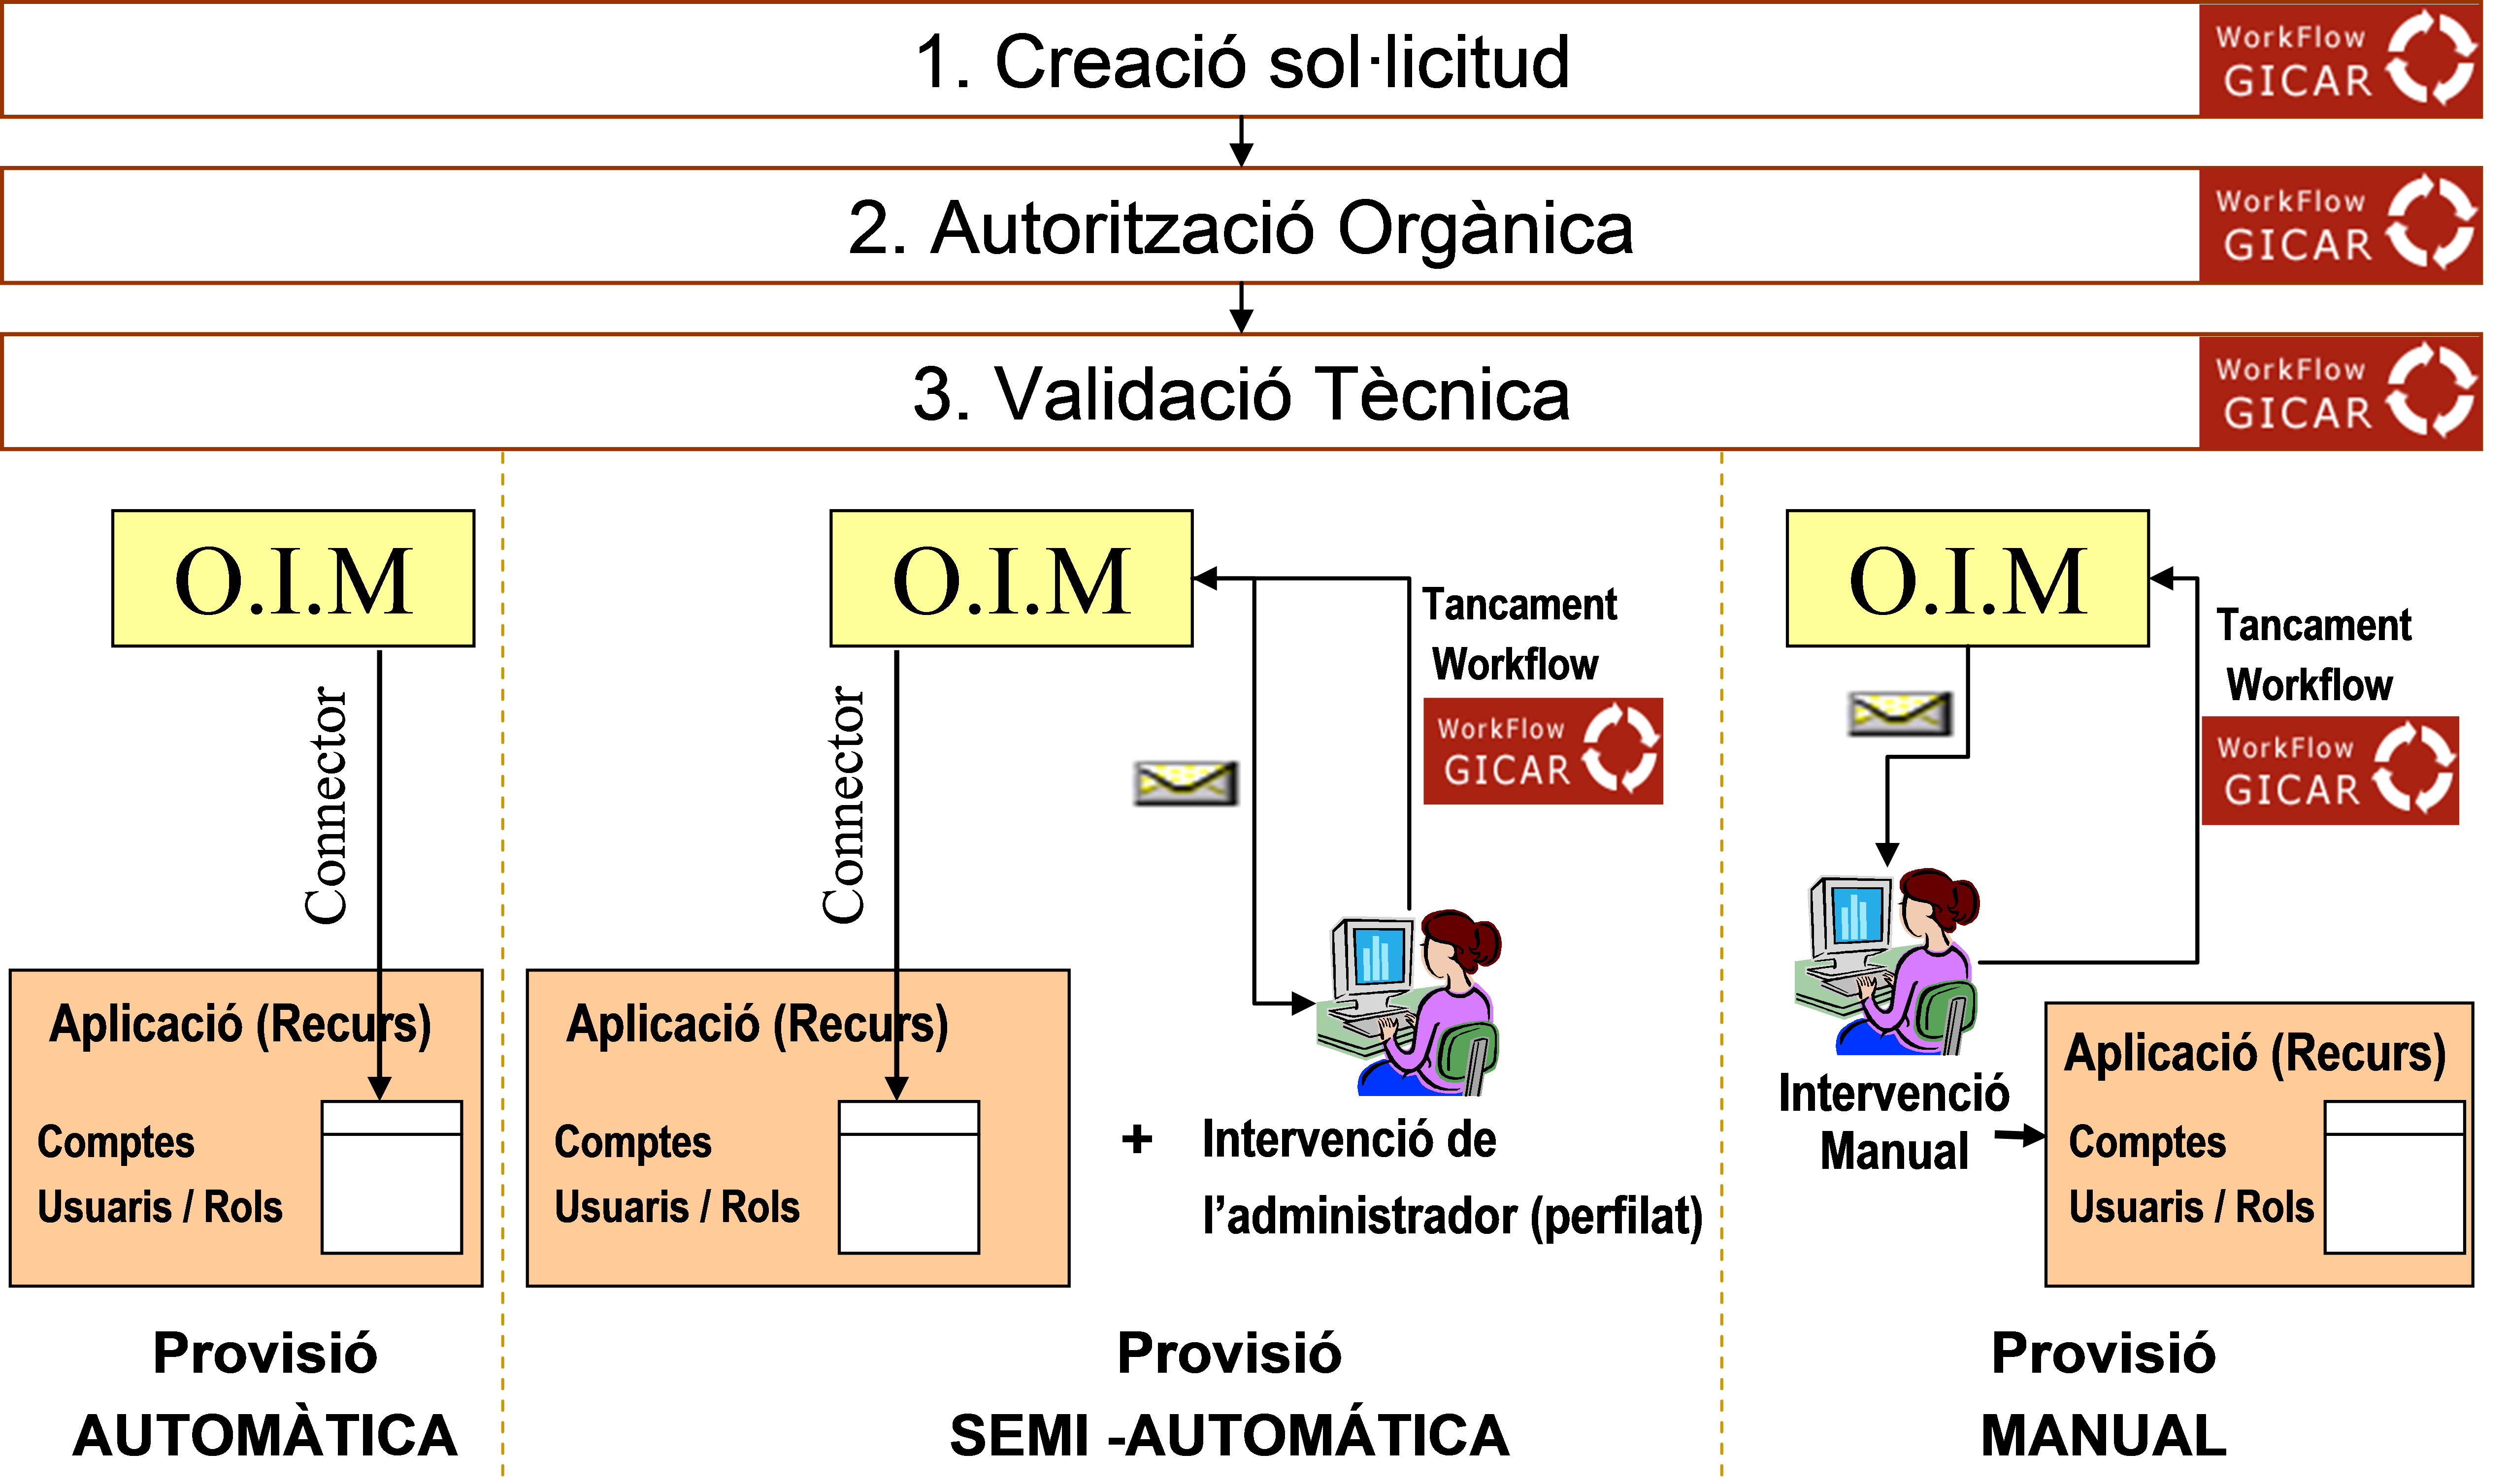 1. Creació sol·licitud
WorkFlow
GICAR
2. Autorització Orgànica
WorkFlow
GICAR
3. Validació Tècnica
WorkFlow
GICAR
O.I.M
Connector
Aplicació (Recurs)
Comptes
Usuaris / Rols
Provisió
AUTOMÀTICA
O.I.M
Connector
Tancament
Workflow
WorkFlow
GICAR
Aplicació (Recurs)
Comptes
Usuaris / Rols
+ Intervenció de
l’administrador (perfilat)
Provisió
SEMI -AUTOMÁTICA
O.I.M
Tancament
Workflow
WorkFlow
GICAR
Intervenció
Manual
Aplicació (Recurs)
Comptes
Usuaris / Rols
Provisió
MANUAL